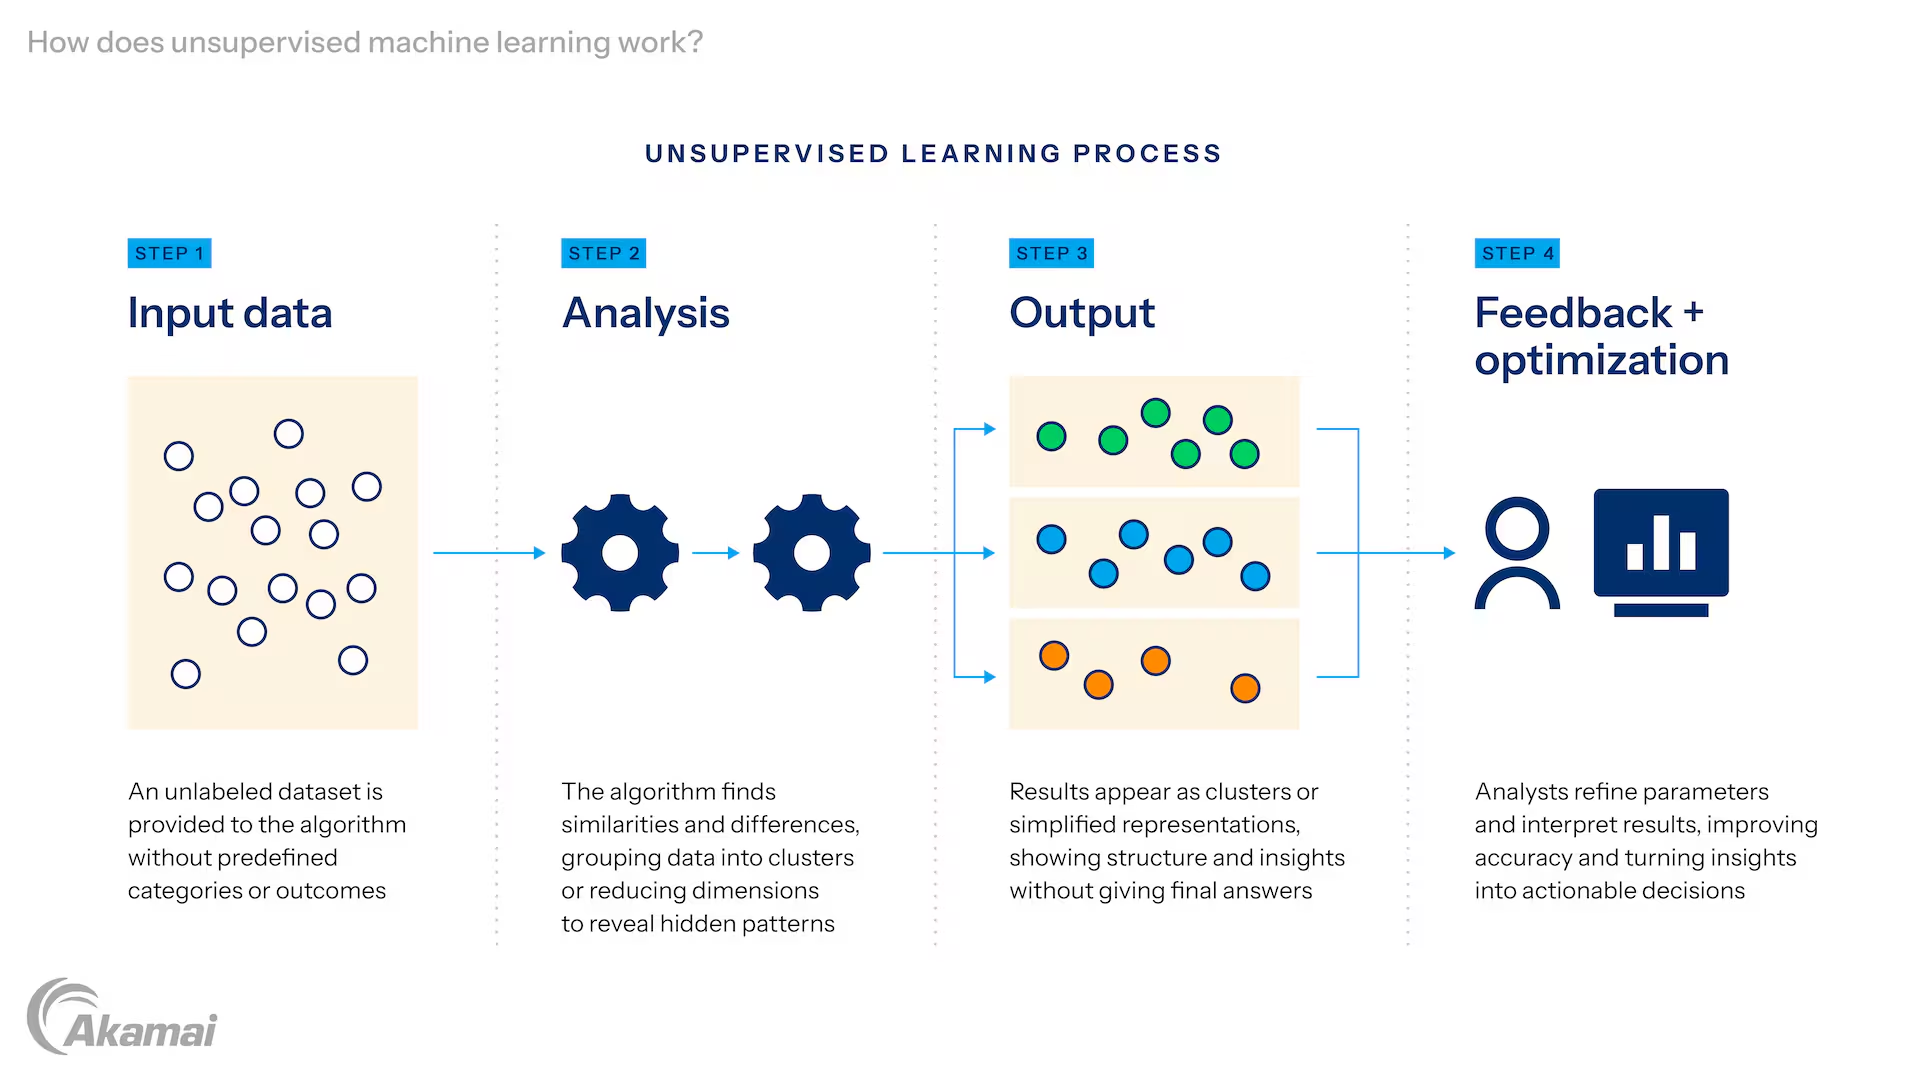 How does unsupervised machine learning work?
UNSUPERVISED LEARNING PROCESS
STEP 1
Input data
An unlabeled dataset is
provided to the algorithm
without predefined
categories or outcomes
STEP 2
Analysis
The algorithm finds
similarities and differences,
grouping data into clusters
or reducing dimensions
to reveal hidden patterns
STEP 3
Output
Results appear as clusters or
simplified representations,
showing structure and insights
without giving final answers
STEP 4
Feedback +
optimization
Analysts refine parameters
and interpret results, improving
accuracy and turning insights
into actionable decisions
Akamai